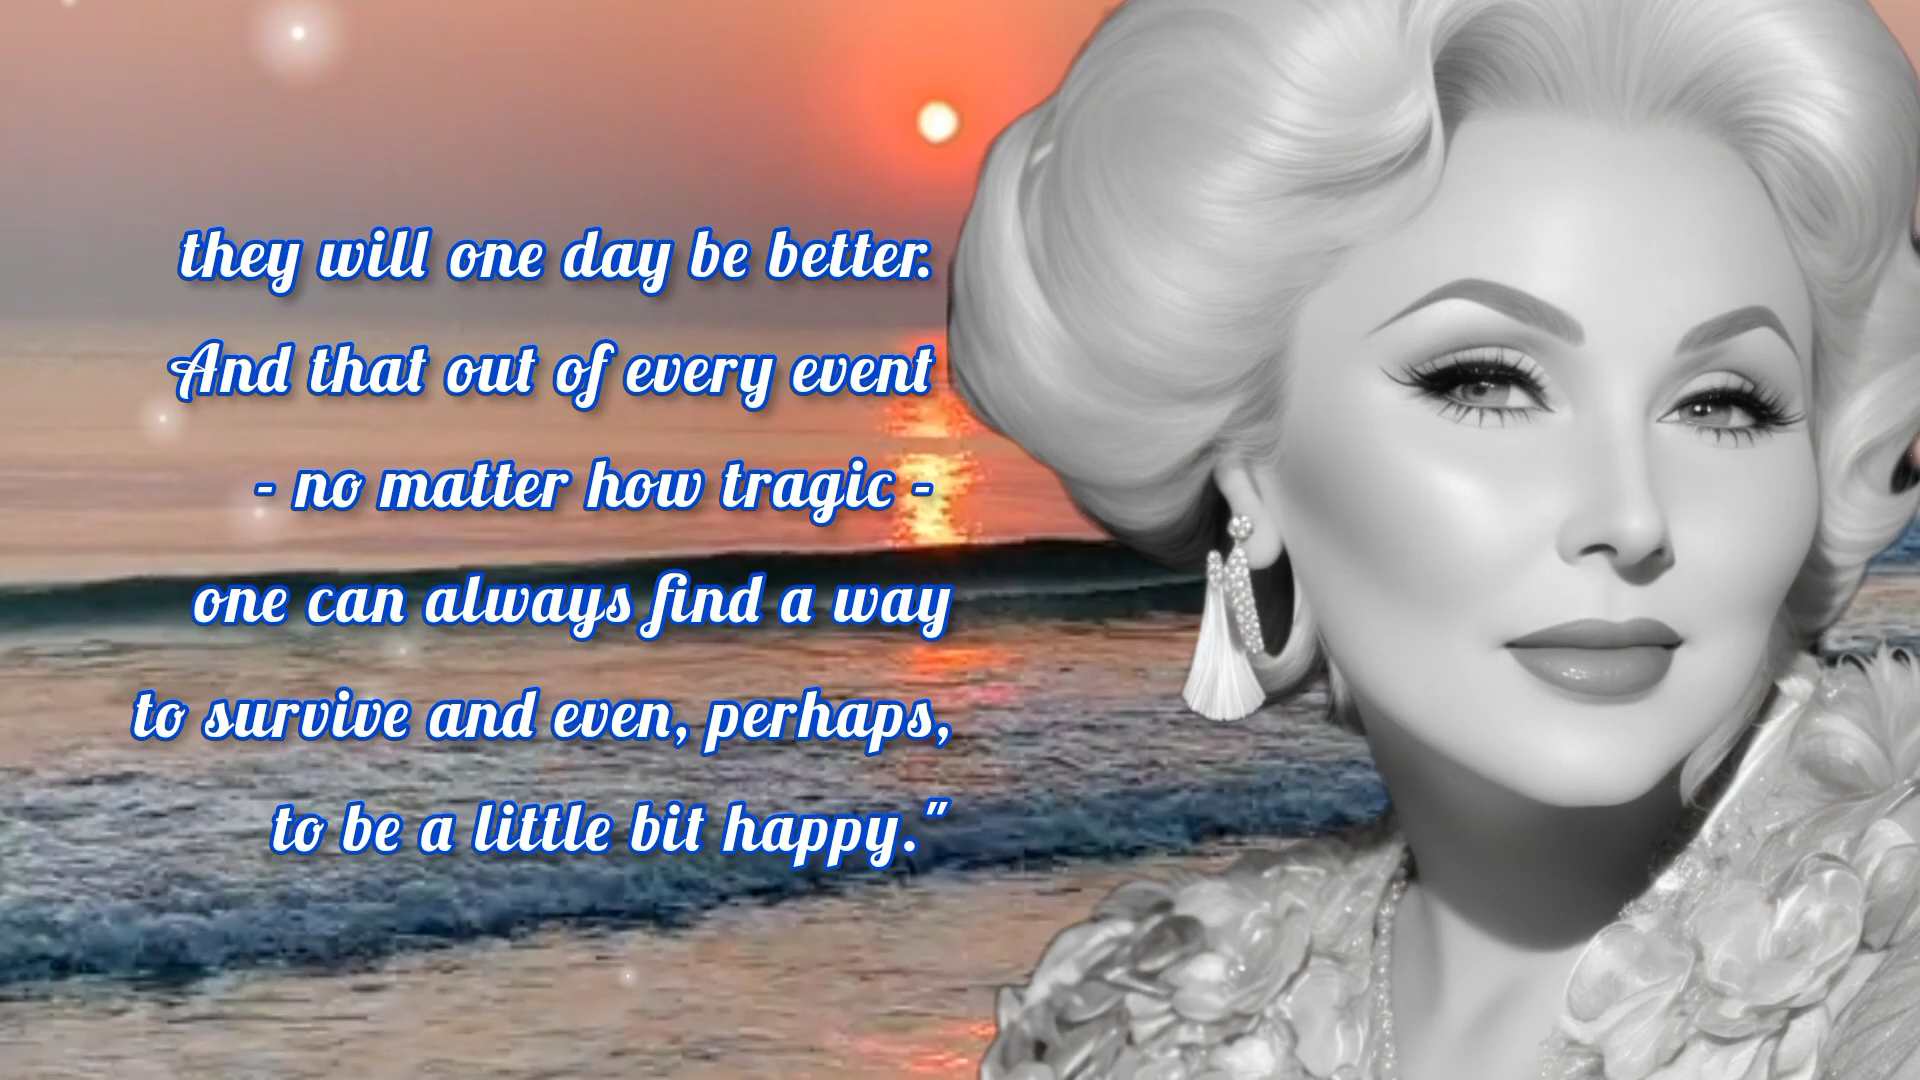 they will one day be better.
And that out of every event
- no matter how tragic -
one can always find a way
to survive and even, perhaps,
to be a little bit happy."